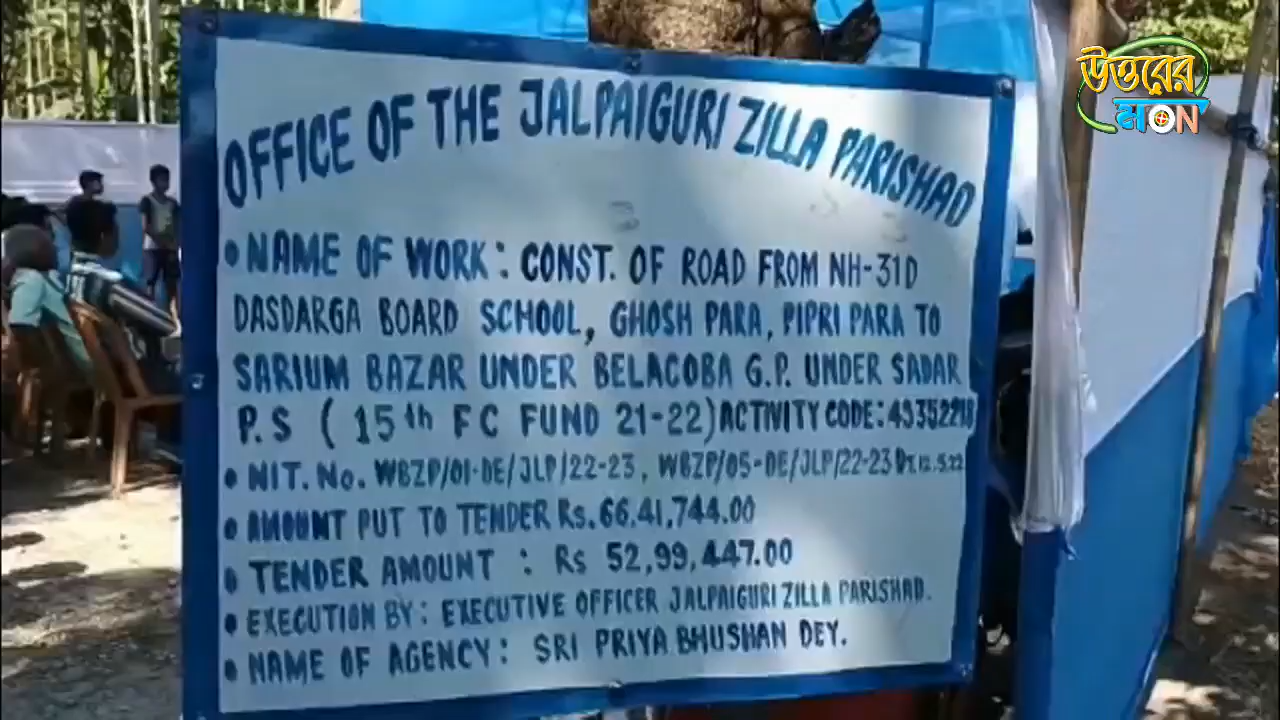 OFFICE OF THE JALPAIGURI ZILLA PARISHAD
• NAME OF WORK : CONST. OF ROAD FROM NH-31D
DASDARGA BOARD SCHOOL, GHOSH PARA, PIPRI PARA TO
SARIUM BAZAR UNDER BELACOBA G.P. UNDER SADAR
P.S ( 15th FC FUND 21-22) ACTIVITY CODE:
• NIT. No. WBZP/01-DE/JLP/22-23, WBZP/05-DE/JLP/22-23 Dt. 12.5.22
• AMOUNT PUT TO TENDER Rs. 66,41,744.00
• TENDER AMOUNT : Rs 52,99,447.00
• EXECUTION BY : EXECUTIVE OFFICER JALPAIGURI ZILLA PARISHAD.
• NAME OF AGENCY : SRI PRIYA BHUSHAN DEY.
উত্তরের
মন